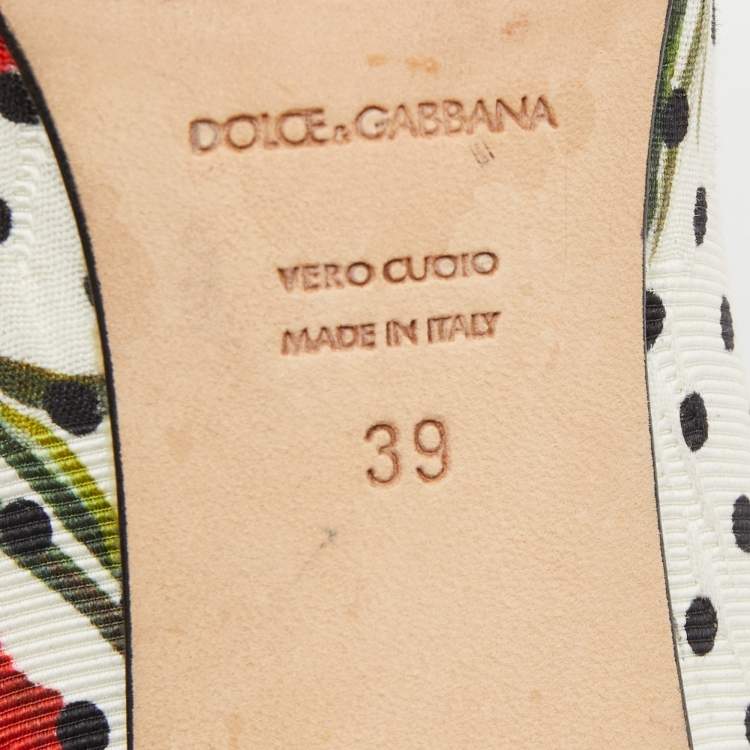 DOLCE&GABBANA
VERO CUOIO
MADE IN ITALY
39